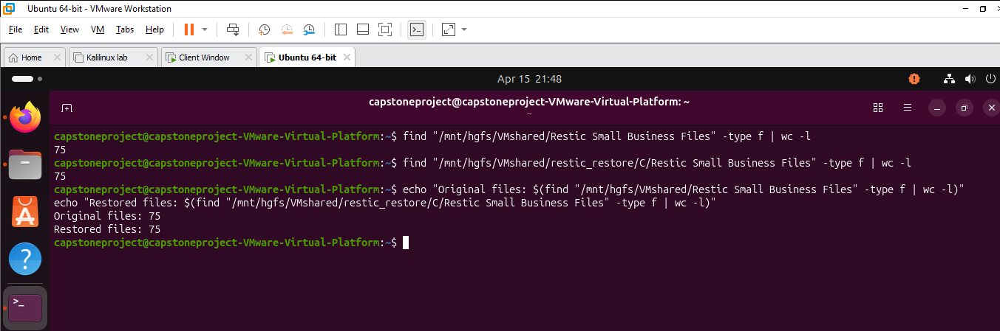 Ubuntu 64-bit - VMware Workstation
File Edit View VM Tabs Help
Home Kalilinux lab Client Window Ubuntu 64-bit
Apr 15 21:48
capstoneproject@capstoneproject-VMware-Virtual-Platform: ~
~
capstoneproject@capstoneproject-VMware-Virtual-Platform:~$ find "/mnt/hgfs/VMshared/Restic Small Business Files" -type f | wc -l
75
capstoneproject@capstoneproject-VMware-Virtual-Platform:~$ find "/mnt/hgfs/VMshared/restic_restore/C/Restic Small Business Files" -type f | wc -l
75
capstoneproject@capstoneproject-VMware-Virtual-Platform:~$ echo "Original files: $(find "/mnt/hgfs/VMshared/Restic Small Business Files" -type f | wc -l)"
echo "Restored files: $(find "/mnt/hgfs/VMshared/restic_restore/C/Restic Small Business Files" -type f | wc -l)"
Original files: 75
Restored files: 75
capstoneproject@capstoneproject-VMware-Virtual-Platform:~$